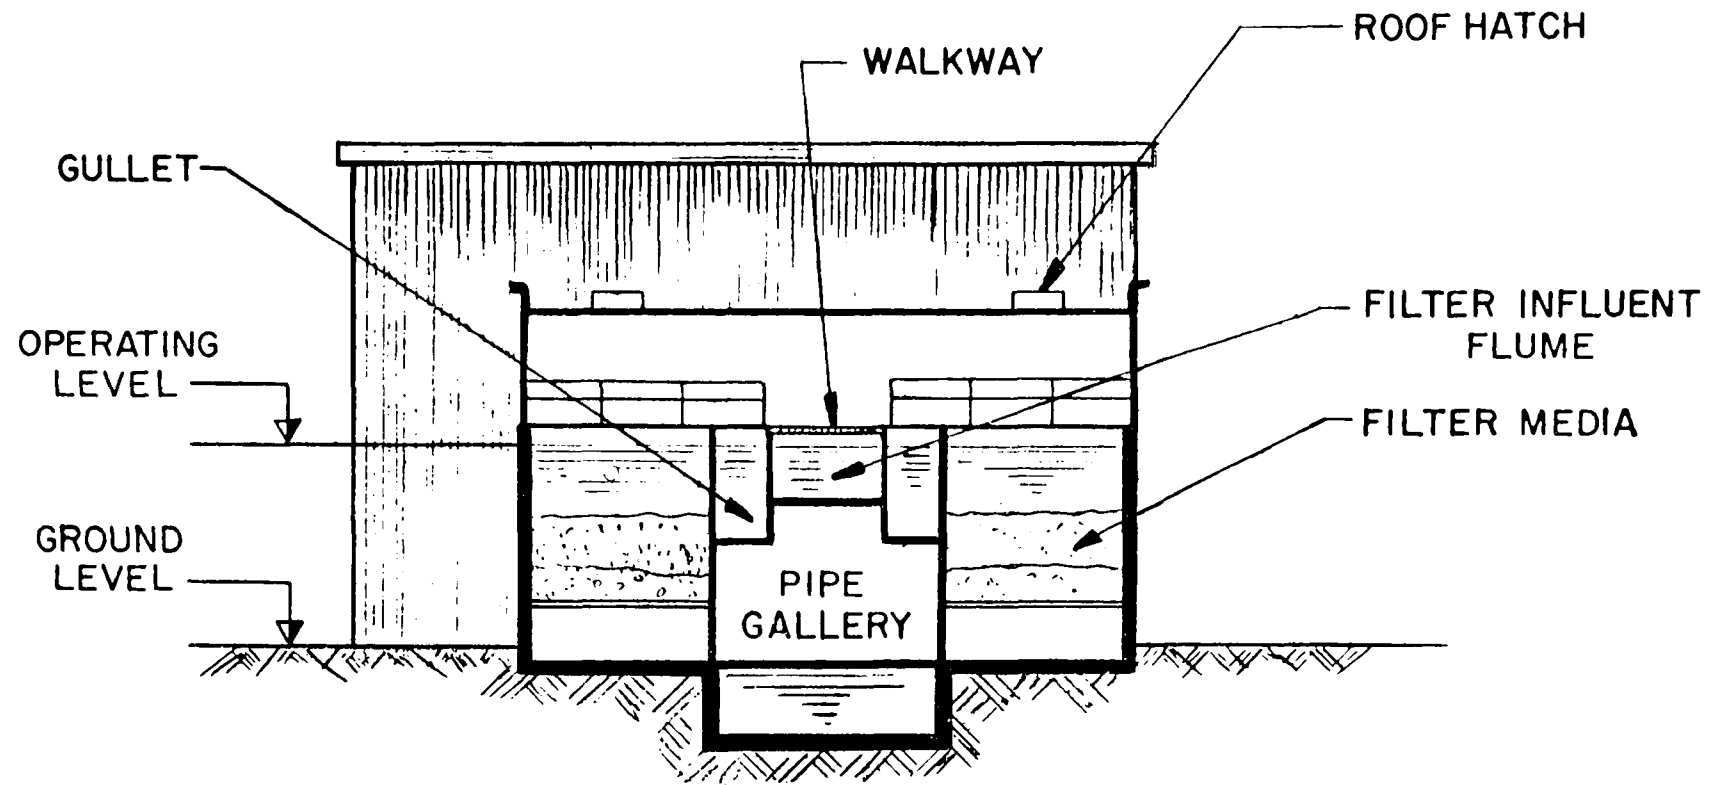 ROOF HATCH
WALKWAY
GULLET
FILTER INFLUENT
FLUME
OPERATING
LEVEL
FILTER MEDIA
GROUND
LEVEL
PIPE
GALLERY